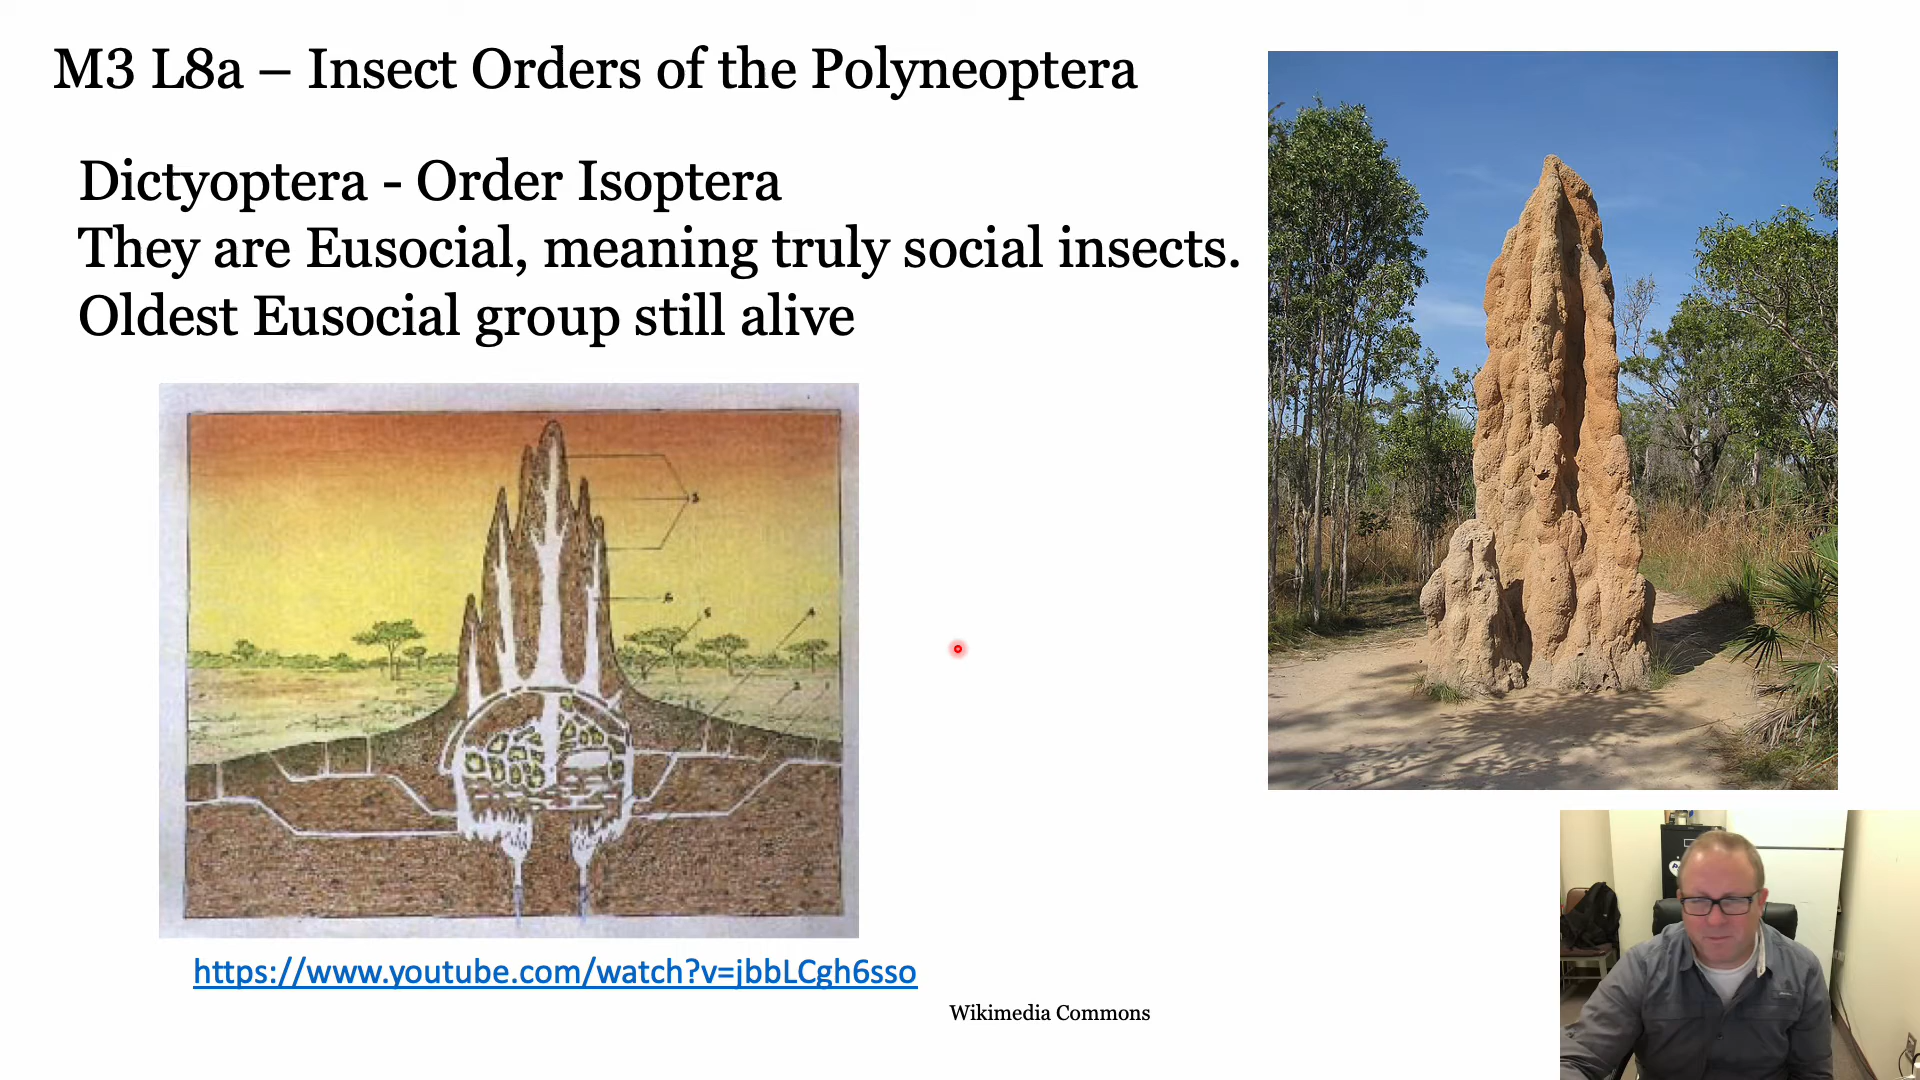 M3 L8a – Insect Orders of the Polyneoptera
Dictyoptera - Order Isoptera
They are Eusocial, meaning truly social insects.
Oldest Eusocial group still alive
https://www.youtube.com/watch?v=jbbLCgh6sso
Wikimedia Commons